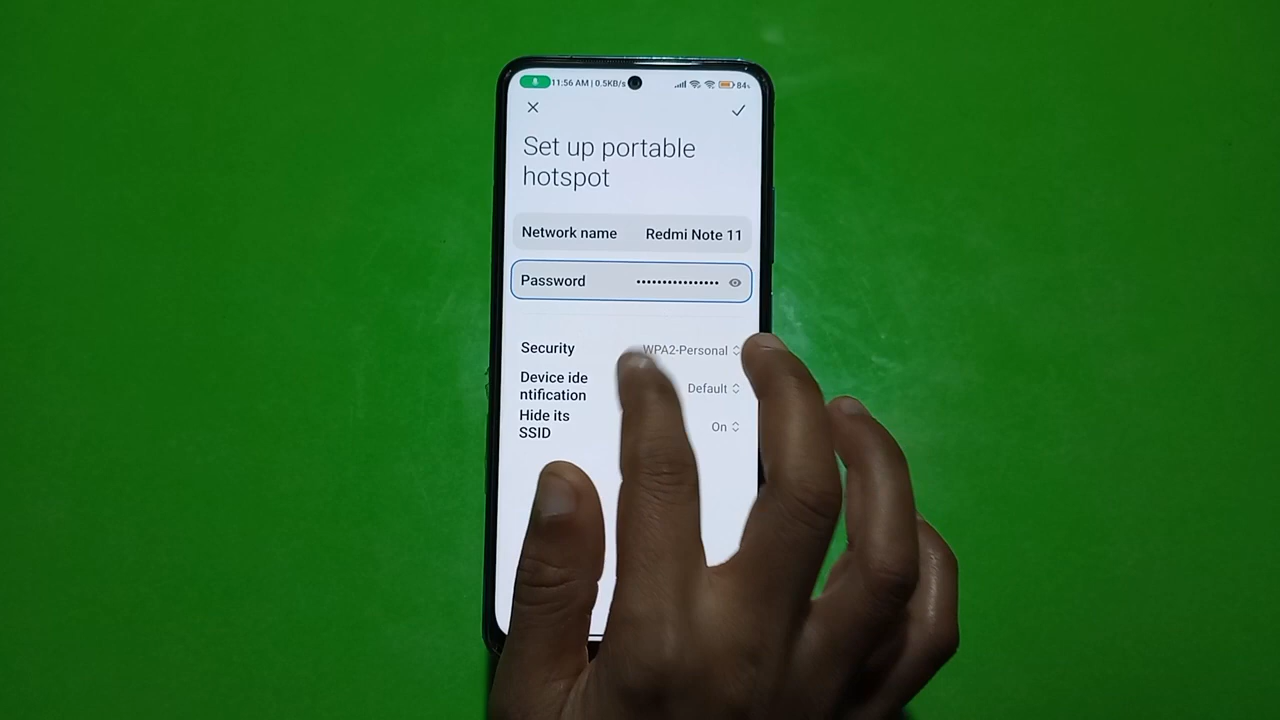 11:56 AM | 0.5KB/s 84
Set up portable
hotspot
Network name Redmi Note 11
Password ••••••••••••••••
Security WPA2-Personal
Device ide
ntification Default
Hide its
SSID On